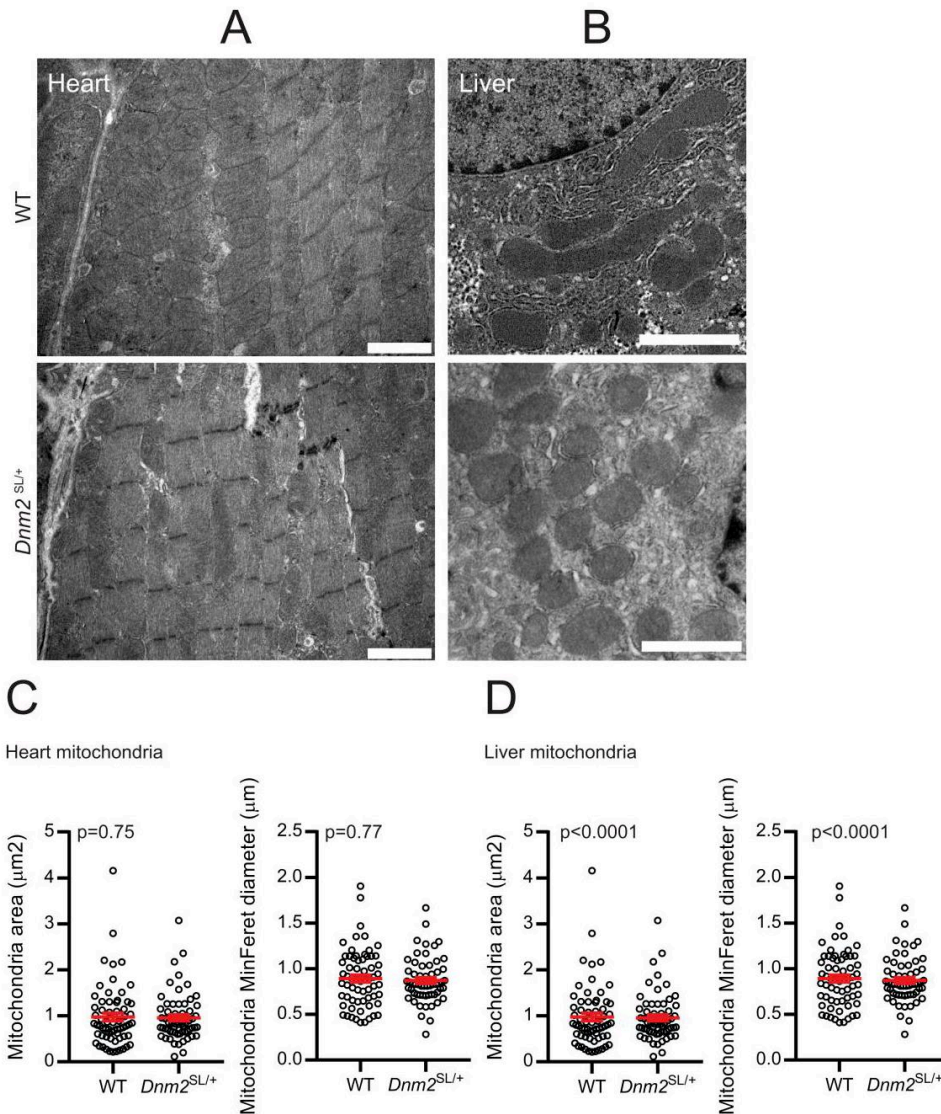 A
B
Heart
Liver
WT
Dnm2 SL/+
C
D
Heart mitochondria
Liver mitochondria
Mitochondria area (μm2)
5
4
3
2
1
0
p=0.75
WT
Dnm2SL/+
Mitochondria MinFeret diameter (μm)
2.5
2.0
1.5
1.0
0.5
0.0
p=0.77
WT
Dnm2SL/+
Mitochondria area (μm2)
5
4
3
2
1
0
p<0.0001
WT
Dnm2SL/+
Mitochondria MinFeret diameter (μm)
2.5
2.0
1.5
1.0
0.5
0.0
p<0.0001
WT
Dnm2SL/+